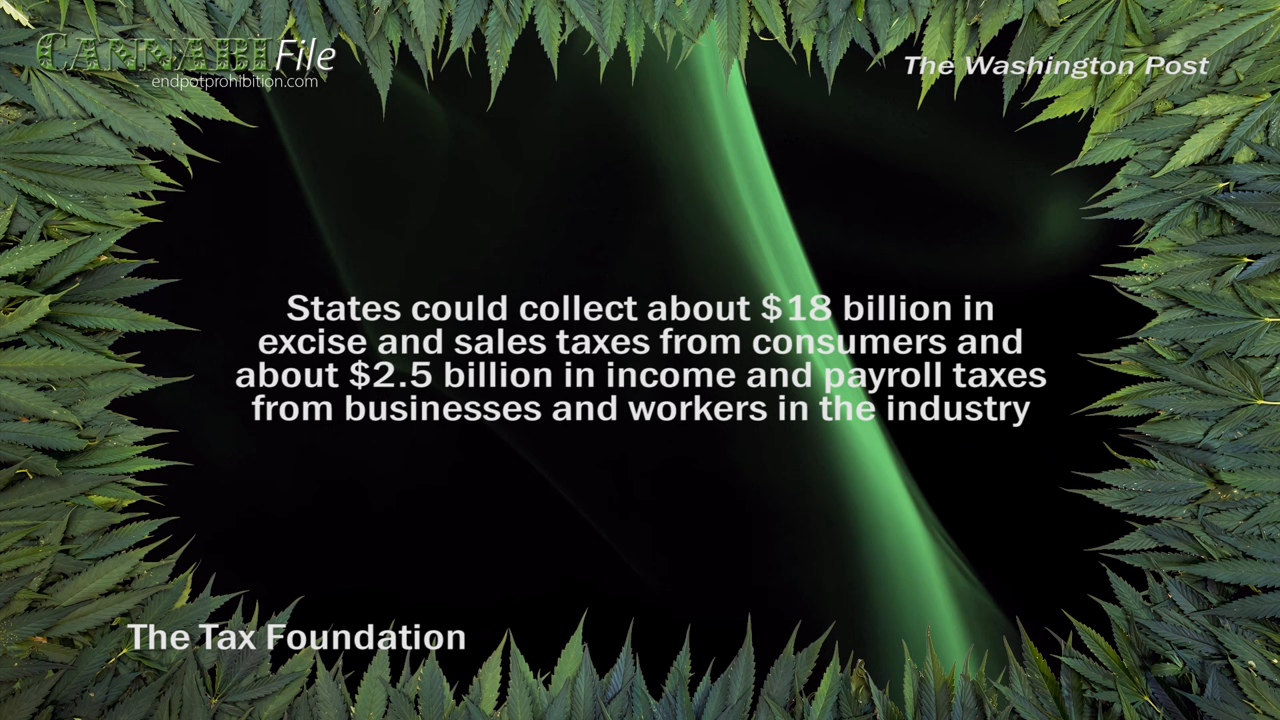 CANNABIFile
endpotprohibition.com
The Washington Post
States could collect about $18 billion in
excise and sales taxes from consumers and
about $2.5 billion in income and payroll taxes
from businesses and workers in the industry
The Tax Foundation